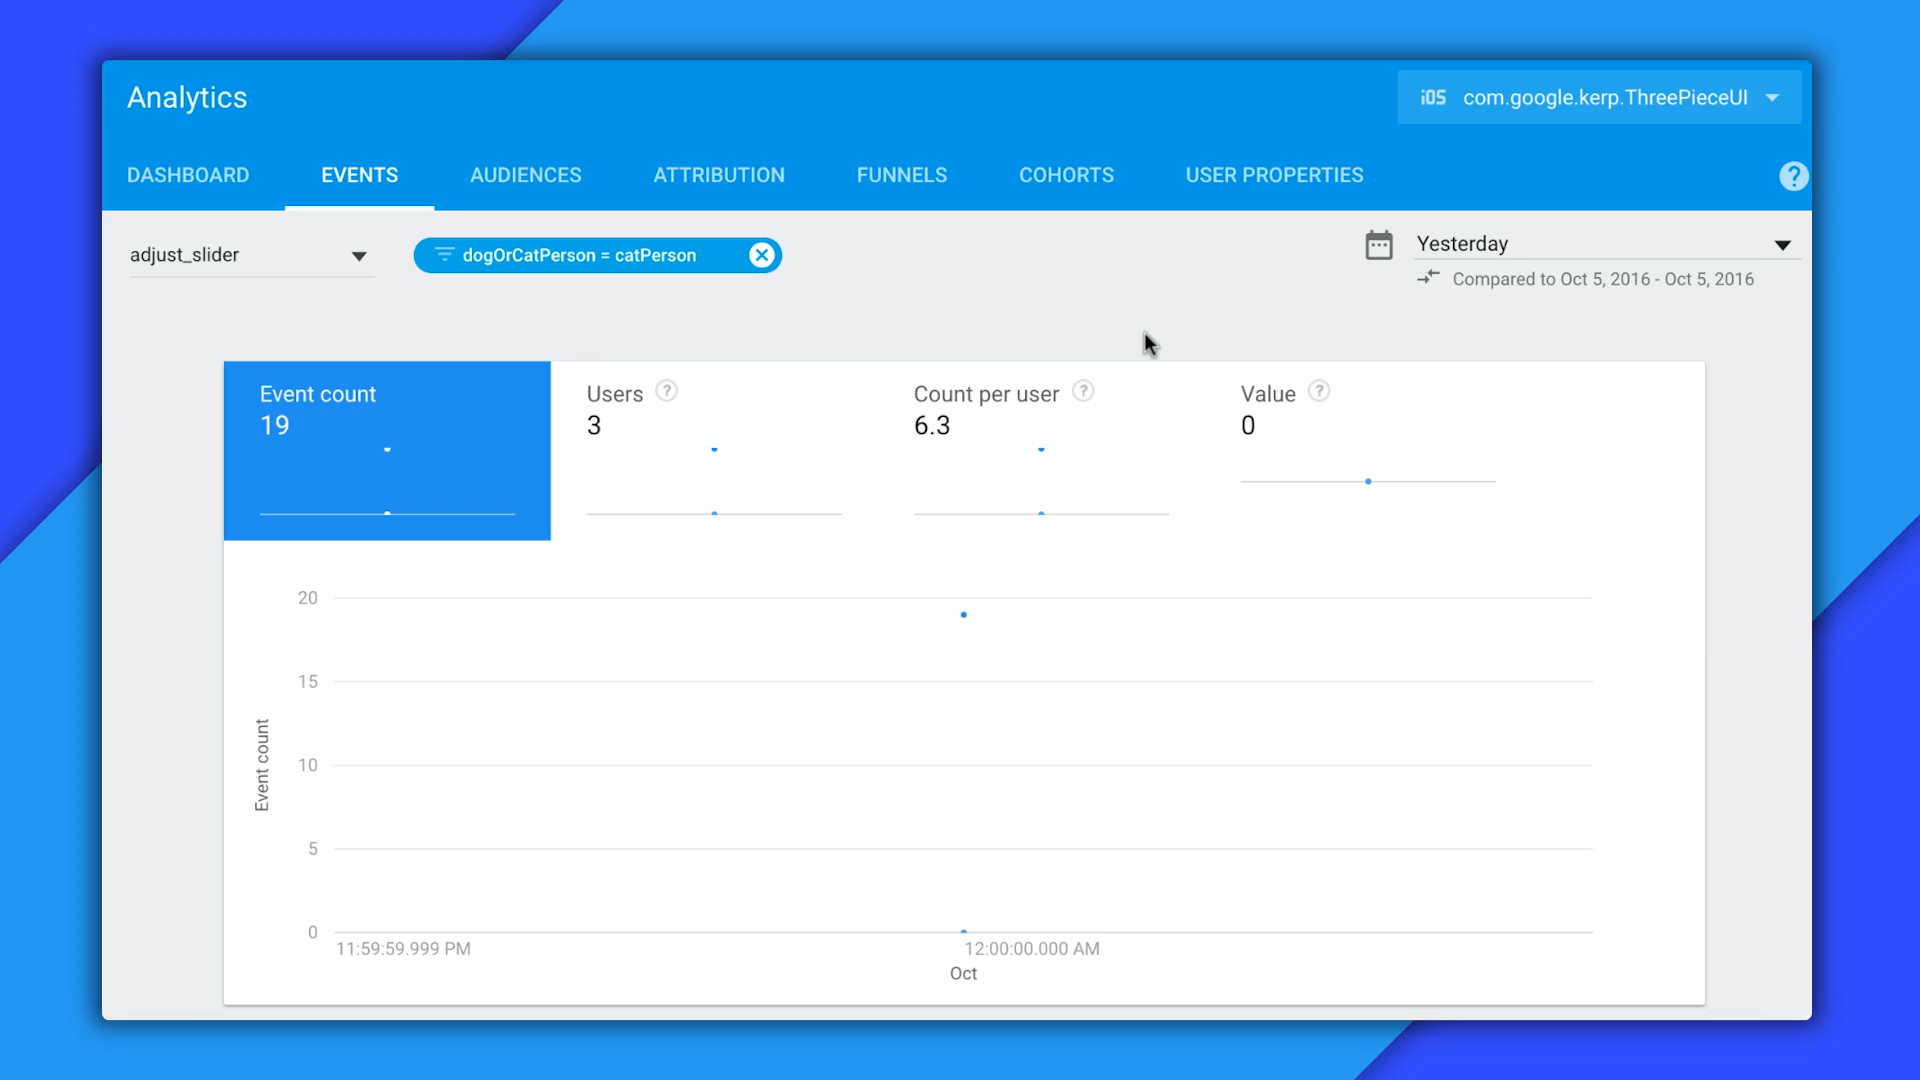 Analytics
iOS com.google.kerp.ThreePieceUI
DASHBOARD EVENTS AUDIENCES ATTRIBUTION FUNNELS COHORTS USER PROPERTIES ?
adjust_slider dogOrCatPerson = catPerson Yesterday
Compared to Oct 5, 2016 - Oct 5, 2016
Event count Users ? Count per user ? Value ?
19 3 6.3 0
20
15
10
5
0
Event count
11:59:59.999 PM 12:00:00.000 AM
Oct